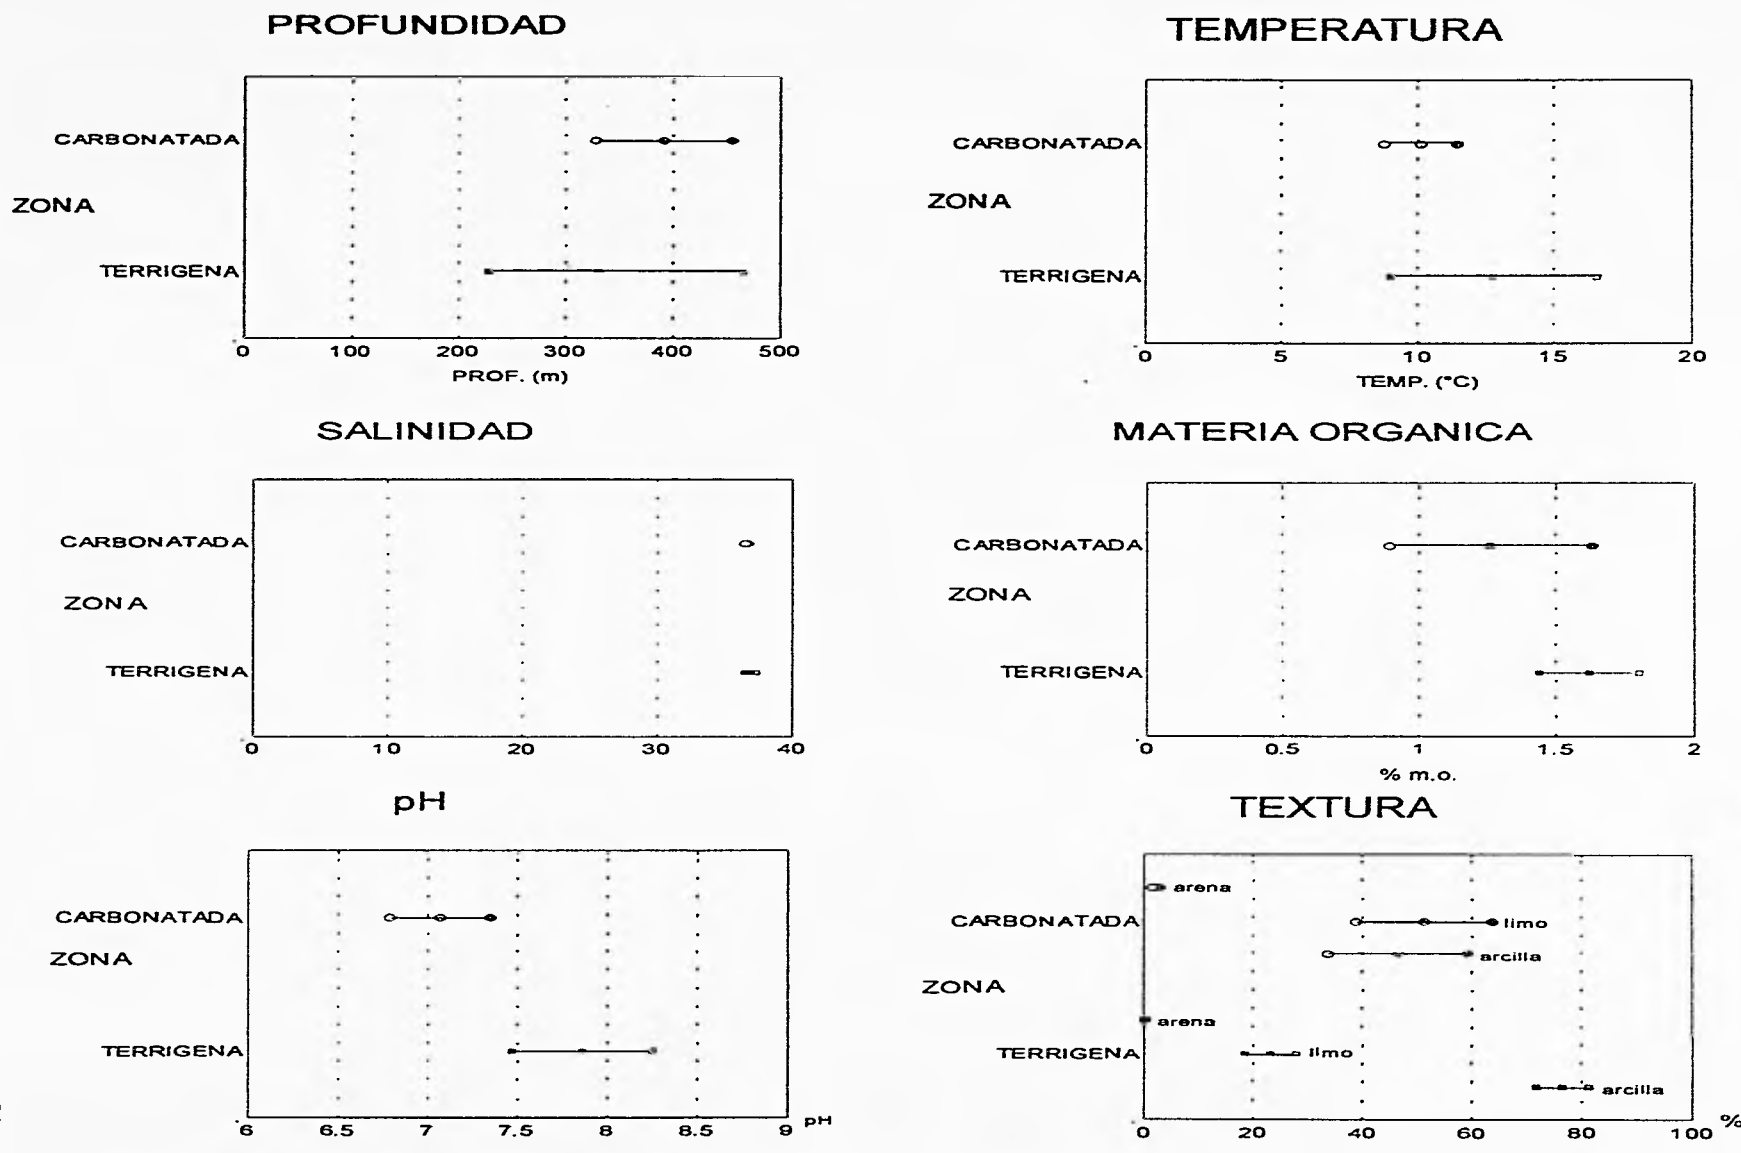 PROFUNDIDAD
CARBONATADA
ZONA
TERRIGENA
0 100 200 300 400 500
PROF. (m)
TEMPERATURA
CARBONATADA
ZONA
TERRIGENA
0 5 10 15 20
TEMP. (°C)
SALINIDAD
CARBONATADA
ZONA
TERRIGENA
0 10 20 30 40
MATERIA ORGANICA
CARBONATADA
ZONA
TERRIGENA
0 0.5 1 1.5 2
% m.o.
pH
CARBONATADA
ZONA
TERRIGENA
6 6.5 7 7.5 8 8.5 9 pH
TEXTURA
arena
CARBONATADA limo
arcilla
ZONA
arena
TERRIGENA limo
arcilla
0 20 40 60 80 100 %